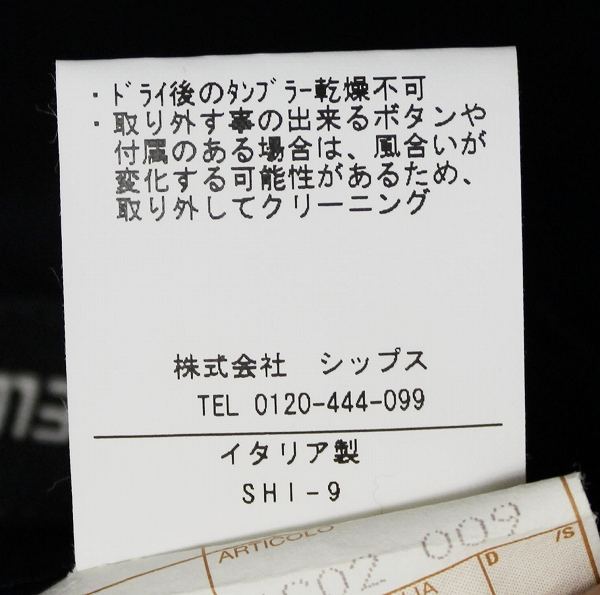 ・ﾄﾞﾗｲ後のﾀﾝﾌﾞﾗー乾燥不可
・取り外す事の出来るボタンや
付属のある場合は、風合いが
変化する可能性があるため、
取り外してクリーニング
株式会社　シップス
TEL 0120-444-099
イタリア製
SHI-9
ARTICOLO
009
D
/S